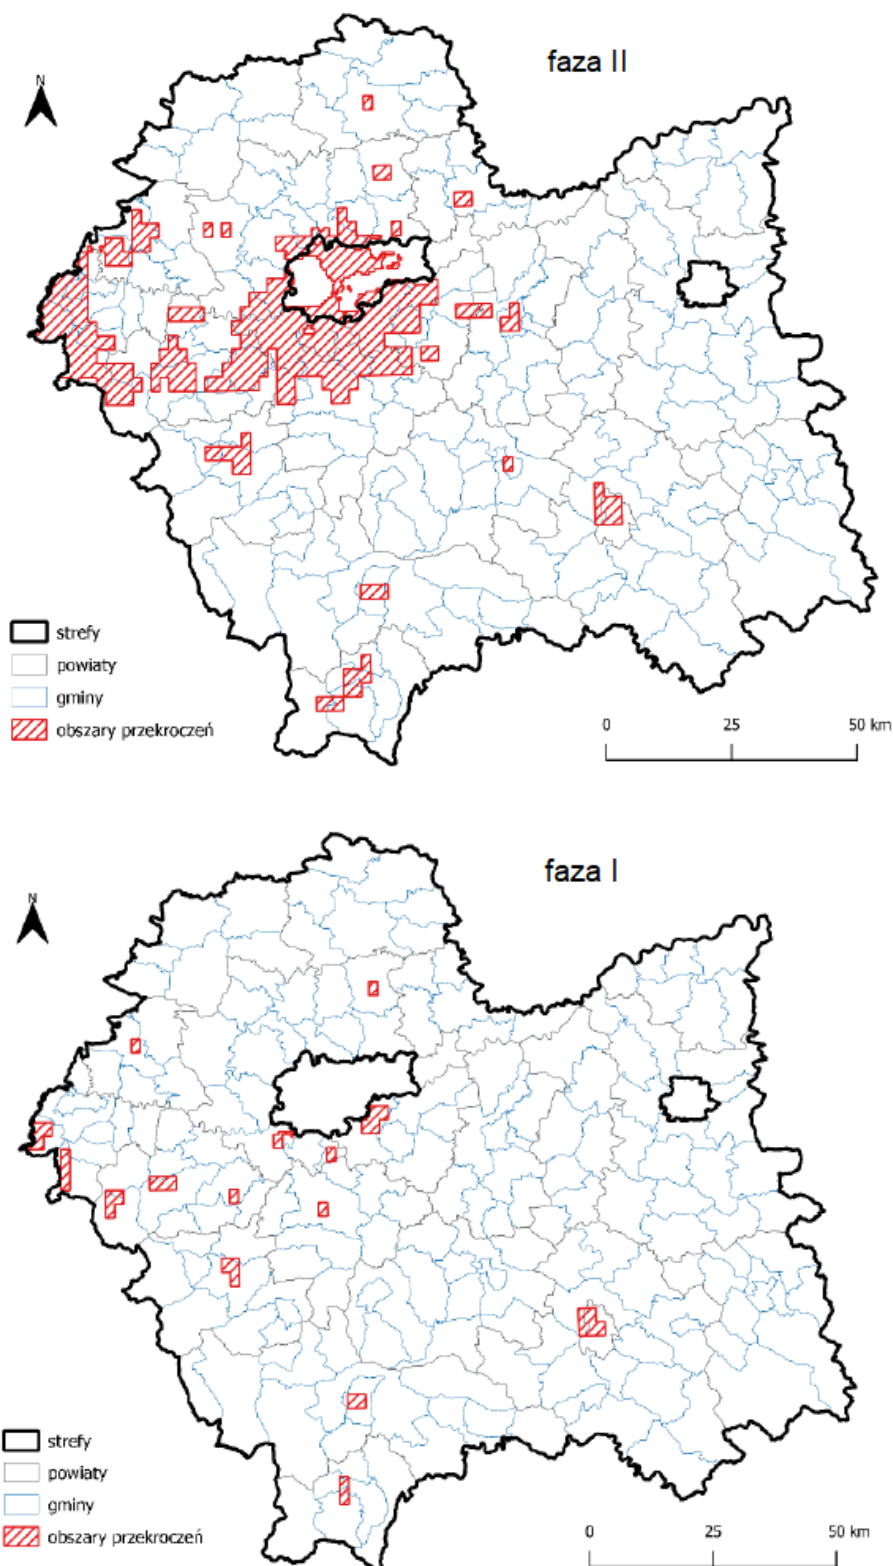 faza II
N
strefy
powiaty
gminy
obszary przekroczeń
0 25 50 km
faza I
N
strefy
powiaty
gminy
obszary przekroczeń
0 25 50 km